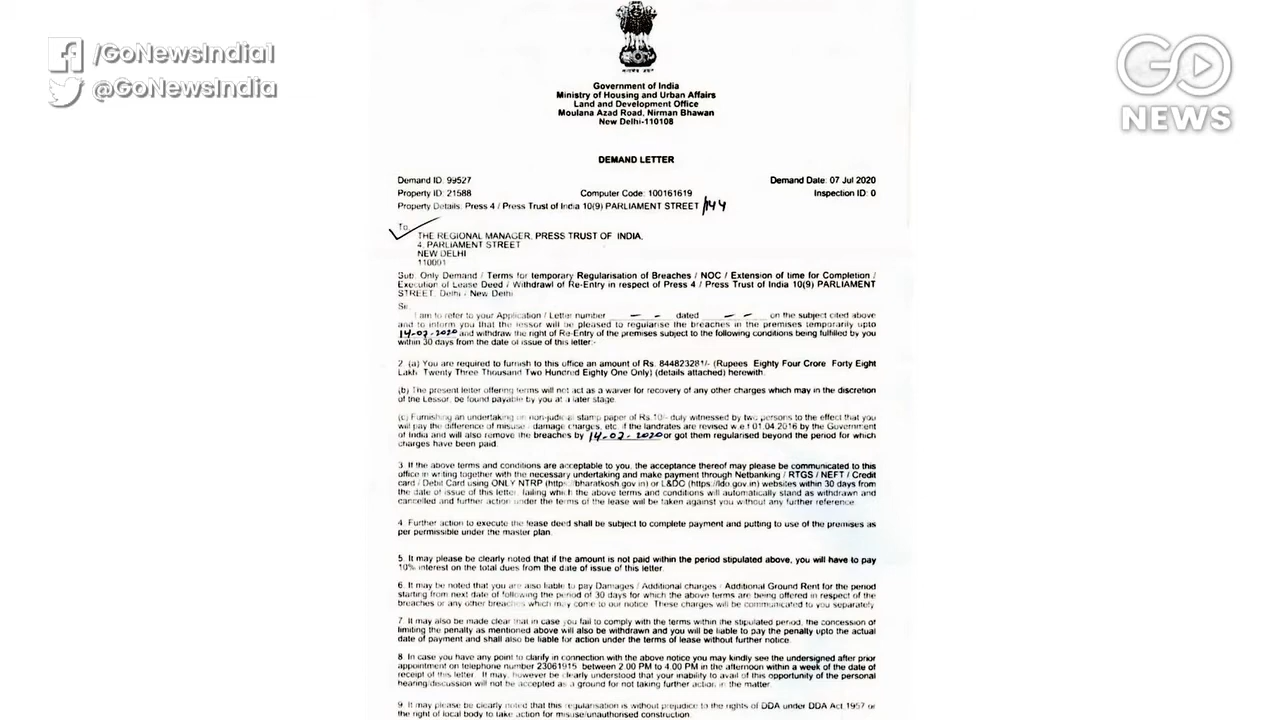 /GoNewsIndia1
@GoNewsIndia
GO
NEWS
सत्यमेव जयते
Government of India
Ministry of Housing and Urban Affairs
Land and Development Office
Moulana Azad Road, Nirman Bhawan
New Delhi-110108
DEMAND LETTER
Demand ID: 99527
Demand Date: 07 Jul 2020
Property ID: 21588
Computer Code: 100161619
Inspection ID: 0
Property Details: Press 4 / Press Trust of India 10(9) PARLIAMENT STREET /144
To
THE REGIONAL MANAGER, PRESS TRUST OF INDIA,
4, PARLIAMENT STREET
NEW DELHI
110001
Sub: Only Demand / Terms for temporary Regularisation of Breaches / NOC / Extension of time for Completion /
Execution of Lease Deed / Withdrawl of Re-Entry in respect of Press 4 / Press Trust of India 10(9) PARLIAMENT
STREET, Delhi - New Delhi
I am to refer to your Application / Letter number - - dated - - on the subject cited above
and to inform you that the lessor will be pleased to regularise the breaches in the premises temporarily upto
14-07-2020 and withdraw the right of Re-Entry of the premises subject to the following conditions being fulfilled by you
within 30 days from the date of issue of this letter:-
2. (a) You are required to furnish to this office an amount of Rs. 844823281/- (Rupees Eighty Four Crore Forty Eight
Lakh Twenty Three Thousand Two Hundred Eighty One Only) (details attached) herewith.
(b) The present letter offering terms will not act as a waiver for recovery of any other charges which may in the discretion
of the Lessor, be found payable by you at a later stage.
(c) Furnishing an undertaking on non-judicial stamp paper of Rs.10/- duly witnessed by two persons to the effect that you
will pay the difference of misuse / damage charges, etc. if the landrates are revised w.e.f 01.04.2016 by the Government
of India and will also remove the breaches by 14-07-2020 or got them regularised beyond the period for which
charges have been paid.
3. If the above terms and conditions are acceptable to you, the acceptance thereof may please be communicated to this
office in writing together with the necessary undertaking and make payment through Netbanking / RTGS / NEFT / Credit
card / Debit Card using ONLY NTRP (https://bharatkosh.gov.in) or L&DO (https://ldo.gov.in) websites within 30 days from
the date of issue of this letter, failing which the above terms and conditions will automatically stand as withdrawn and
cancelled and further action under the terms of the lease will be taken against you without any further reference.
4. Further action to execute the lease deed shall be subject to complete payment and putting to use of the premises as
per permissible under the master plan.
5. It may please be clearly noted that if the amount is not paid within the period stipulated above, you will have to pay
10% interest on the total dues from the date of issue of this letter.
6. It may be noted that you are also liable to pay Damages / Additional charges / Additional Ground Rent for the period
starting from next date of following the period of 30 days for which the above terms are being offered in respect of the
breaches or any other breaches which may come to our notice. These charges will be communicated to you separately
7. It may also be made clear that in case you fail to comply with the terms within the stipulated period, the concession of
limiting the penalty as mentioned above will also be withdrawn and you will be liable to pay the penalty upto the actual
date of payment and shall also be liable for action under the terms of lease without further notice.
8. In case you have any point to clarify in connection with the above notice you may kindly see the undersigned after prior
appointment on telephone number 23061915 between 2.00 PM to 4.00 PM in the afternoon within a week of the date of
receipt of this letter. It may, however be clearly understood that your inability to avail of this opportunity of the personal
hearing/discussion will not be accepted as a ground for not taking further action in the matter.
9. It may please be clearly noted that this regularisation is without prejudice to the rights of DDA under DDA Act 1957 or
the right of local body to take action for misuse/unauthorised construction.